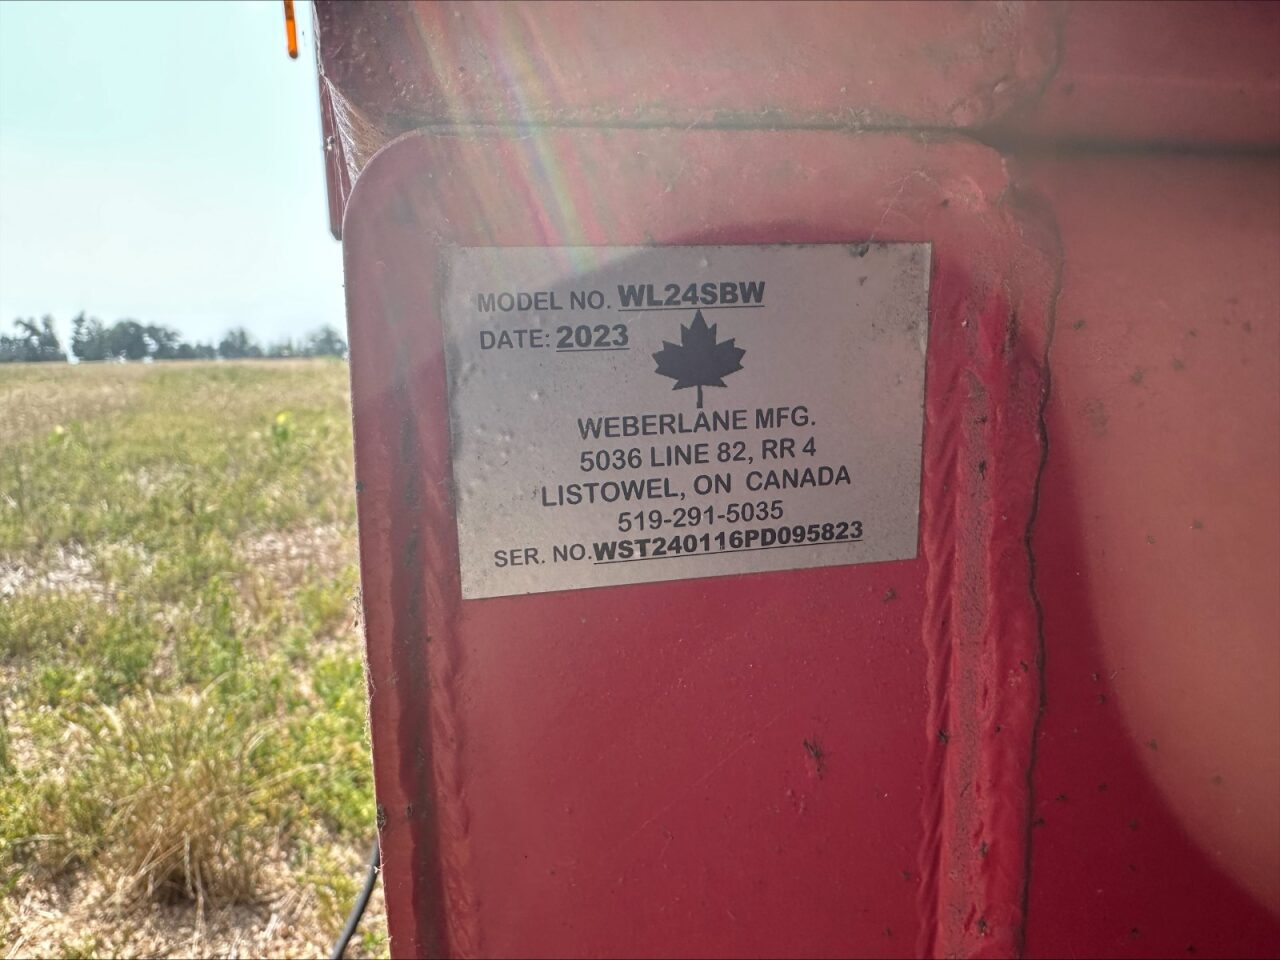 MODEL NO. WL24SBW
DATE: 2023
WEBERLANE MFG.
5036 LINE 82, RR 4
LISTOWEL, ON CANADA
519-291-5035
SER. NO. WST240116PD095823